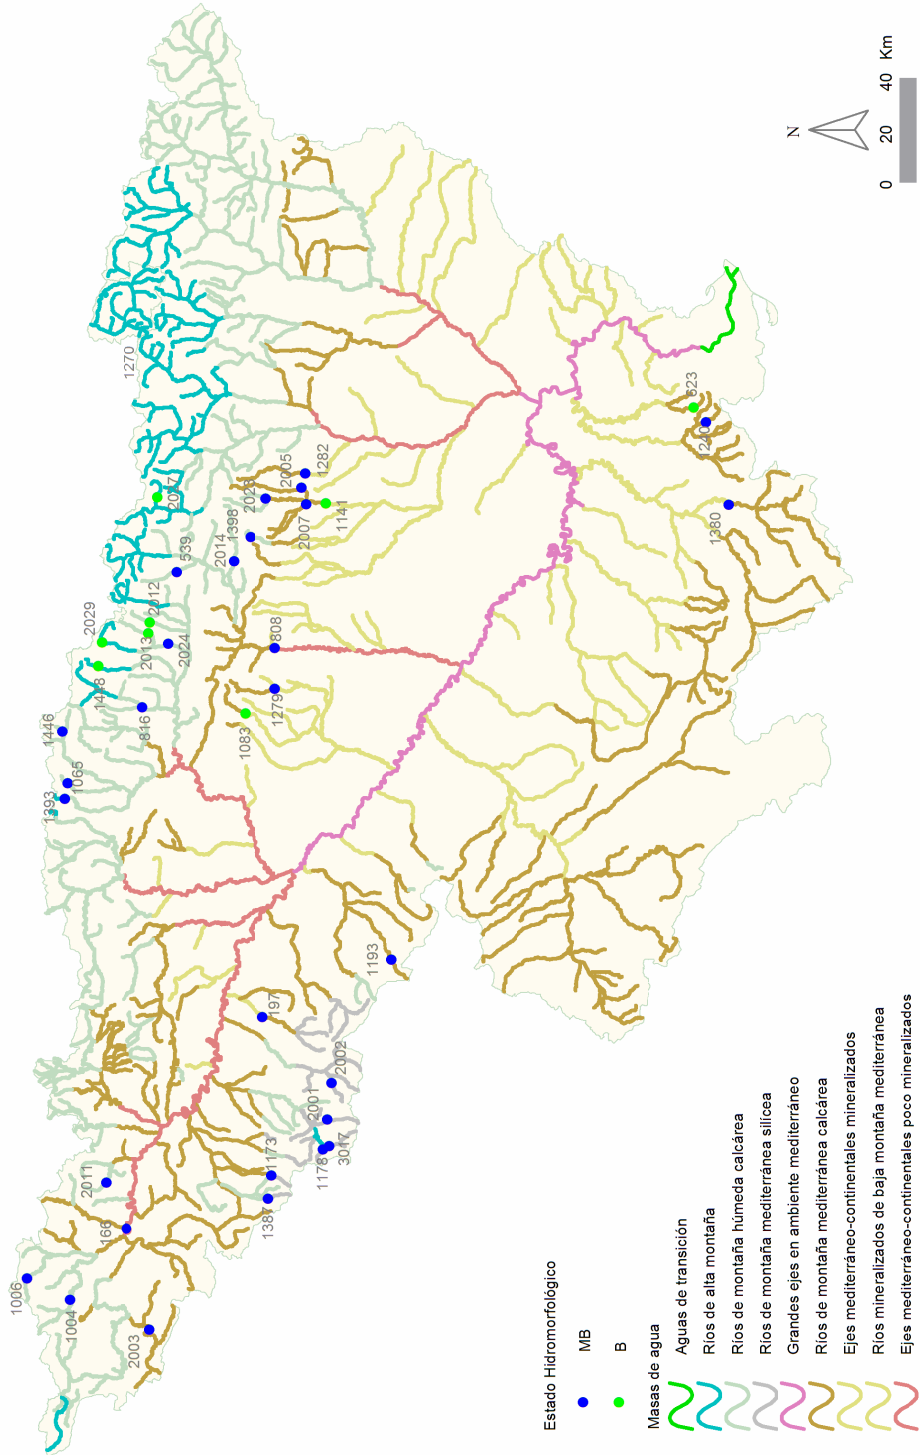 1270
2029
1446
1448
1393
1065
816
2013
2012
2024
539
2014
1398
2005
1282
2007
1141
808
1279
1083
623
1240
1380
1193
197
2002
2001
3017
1178
1173
1387
2011
166
1006
1004
2003
N
0 20 40 Km
Estado Hidromorfológico
MB
B
Masas de agua
Aguas de transición
Ríos de alta montaña
Ríos de montaña húmeda calcárea
Ríos de montaña mediterránea silícea
Grandes ejes en ambiente mediterráneo
Ríos de montaña mediterránea calcárea
Ejes mediterráneo-continentales mineralizados
Ríos mineralizados de baja montaña mediterránea
Ejes mediterráneo-continentales poco mineralizados